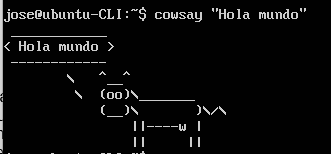 jose@ubuntu-CLI:~$ cowsay "Hola mundo"
 ____________
< Hola mundo >
 ------------
        \   ^__^
         \  (oo)\_______
            (__)\       )\/\
                ||----w |
                ||     ||